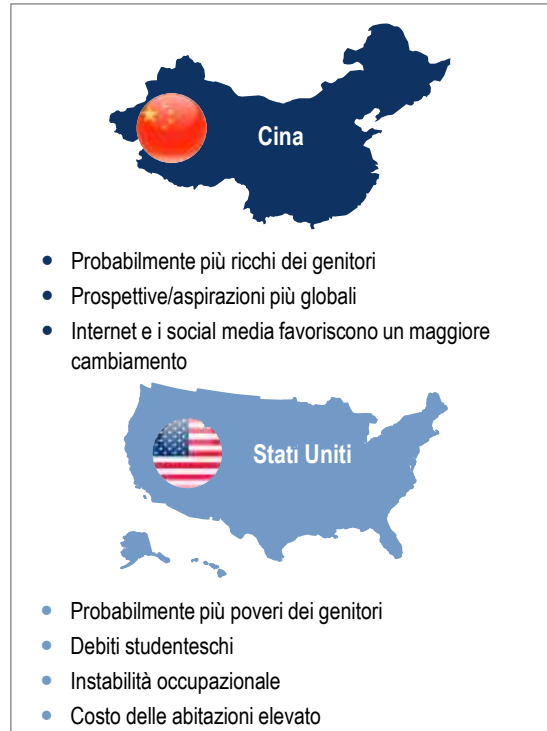 Cina
Probabilmente più ricchi dei genitori
Prospettive/aspirazioni più globali
Internet e i social media favoriscono un maggiore
cambiamento
Stati Uniti
Probabilmente più poveri dei genitori
Debiti studenteschi
Instabilità occupazionale
Costo delle abitazioni elevato